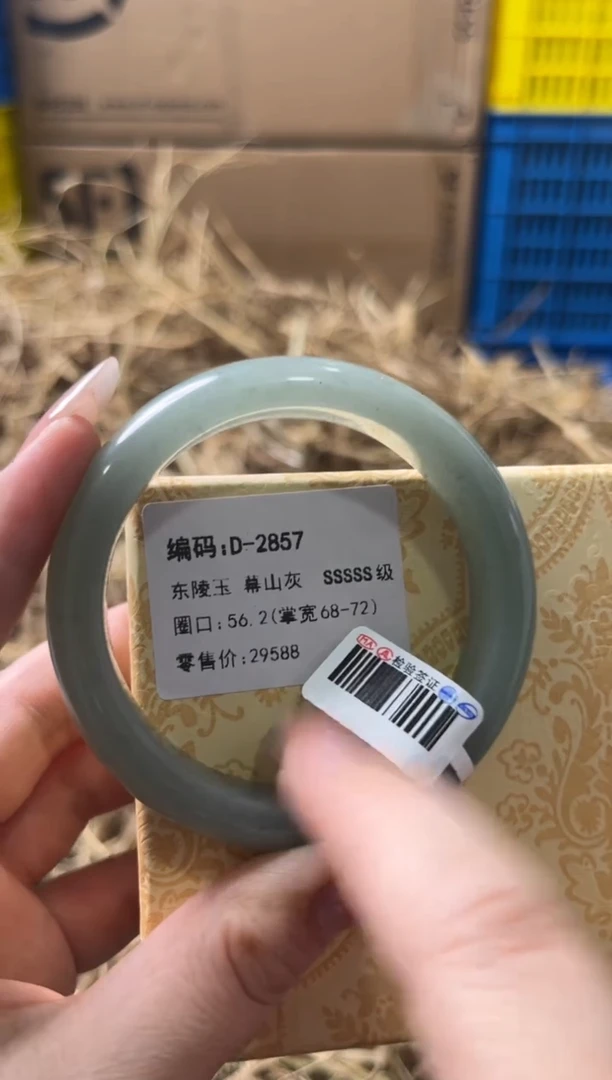 编码:D-2857
东陵玉 幕山灰 SSSSS级
圈口:56.2(掌宽68-72)
零售价:29588
检验签证